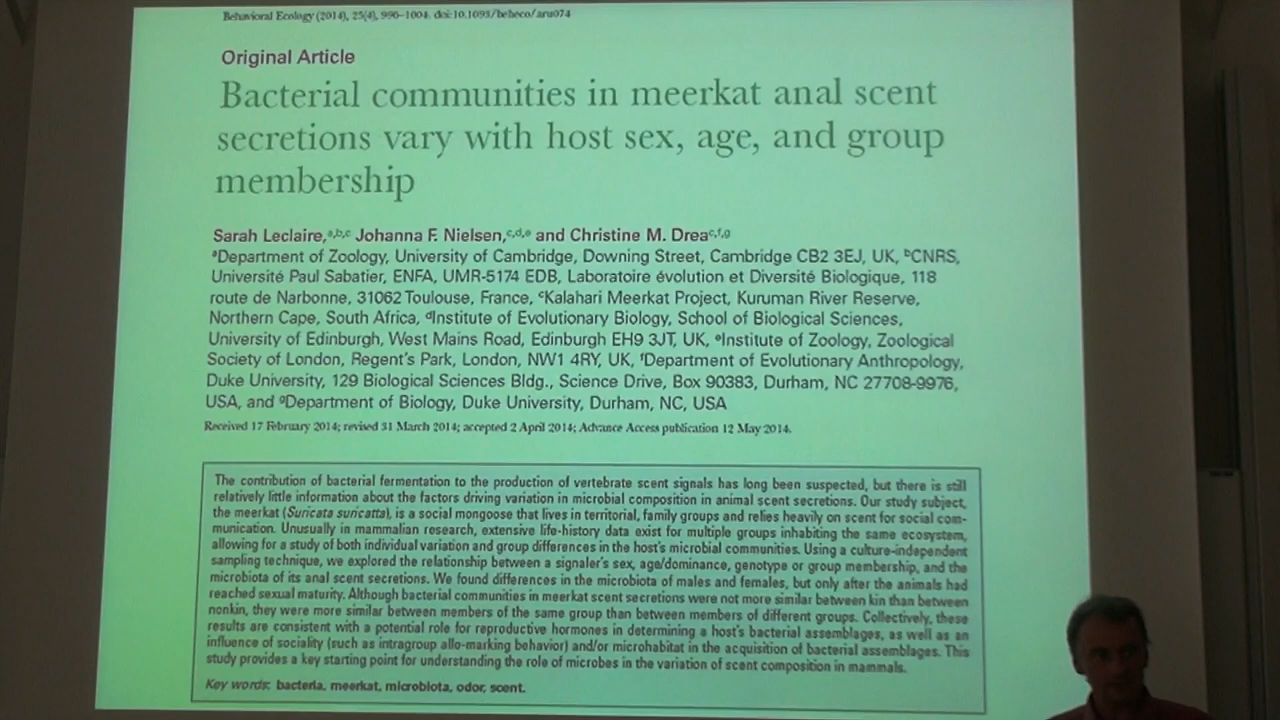 Behavioral Ecology (2014), 25(4), 996–1004. doi:10.1093/beheco/aru074
Original Article
Bacterial communities in meerkat anal scent
secretions vary with host sex, age, and group
membership
Sarah Leclaire,a,b,c Johanna F. Nielsen,c,d,e and Christine M. Dreac,f,g
aDepartment of Zoology, University of Cambridge, Downing Street, Cambridge CB2 3EJ, UK, bCNRS,
Université Paul Sabatier, ENFA, UMR-5174 EDB, Laboratoire évolution et Diversité Biologique, 118
route de Narbonne, 31062 Toulouse, France, cKalahari Meerkat Project, Kuruman River Reserve,
Northern Cape, South Africa, dInstitute of Evolutionary Biology, School of Biological Sciences,
University of Edinburgh, West Mains Road, Edinburgh EH9 3JT, UK, eInstitute of Zoology, Zoological
Society of London, Regent's Park, London, NW1 4RY, UK, fDepartment of Evolutionary Anthropology,
Duke University, 129 Biological Sciences Bldg., Science Drive, Box 90383, Durham, NC 27708-9976,
USA, and gDepartment of Biology, Duke University, Durham, NC, USA
Received 17 February 2014; revised 31 March 2014; accepted 2 April 2014; Advance Access publication 12 May 2014.
The contribution of bacterial fermentation to the production of vertebrate scent signals has long been suspected, but there is still
relatively little information about the factors driving variation in microbial composition in animal scent secretions. Our study subject,
the meerkat (Suricata suricatta), is a social mongoose that lives in territorial, family groups and relies heavily on scent for social com-
munication. Unusually in mammalian research, extensive life-history data exist for multiple groups inhabiting the same ecosystem,
allowing for a study of both individual variation and group differences in the host's microbial communities. Using a culture-independent
sampling technique, we explored the relationship between a signaler's sex, age/dominance, genotype or group membership, and the
microbiota of its anal scent secretions. We found differences in the microbiota of males and females, but only after the animals had
reached sexual maturity. Although bacterial communities in meerkat scent secretions were not more similar between kin than between
nonkin, they were more similar between members of the same group than between members of different groups. Collectively, these
results are consistent with a potential role for reproductive hormones in determining a host's bacterial assemblages, as well as an
influence of sociality (such as intragroup allo-marking behavior) and/or microhabitat in the acquisition of bacterial assemblages. This
study provides a key starting point for understanding the role of microbes in the variation of scent composition in mammals.
Key words: bacteria, meerkat, microbiota, odor, scent.